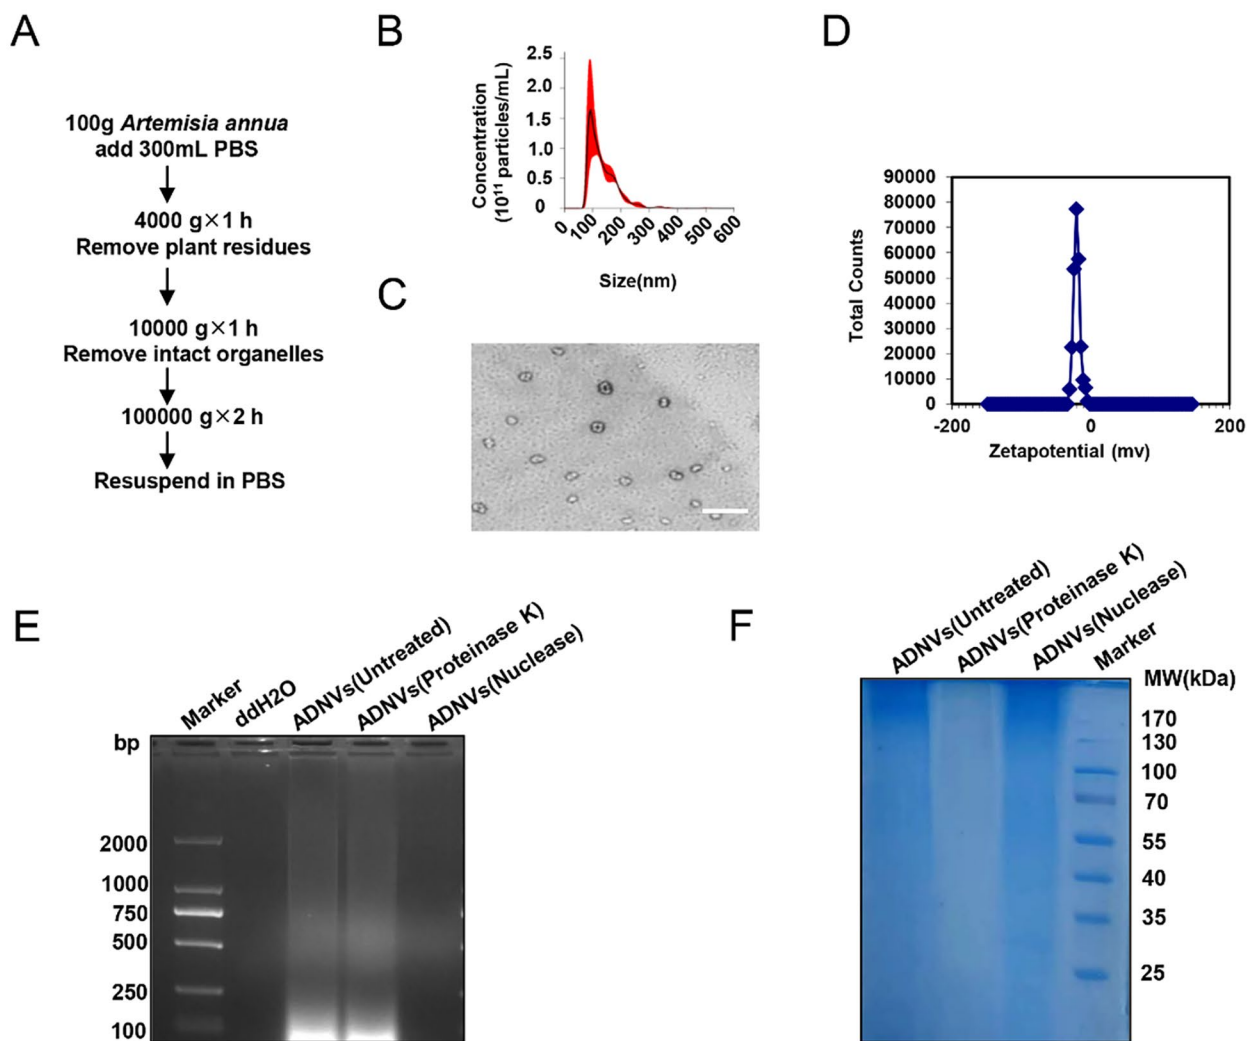 A
100g Artemisia annua
add 300mL PBS
4000 g×1 h
Remove plant residues
10000 g×1 h
Remove intact organelles
100000 g×2 h
Resuspend in PBS
B
Concentration
(10¹¹ particles/mL)
2.5
2.0
1.5
1.0
0.5
0
0
100
200
300
400
500
600
Size(nm)
C
D
Total Counts
90000
80000
70000
60000
50000
40000
30000
20000
10000
0
-200
0
200
Zetapotential (mv)
E
Marker
ddH2O
ADNVs(Untreated)
ADNVs(Proteinase K)
ADNVs(Nuclease)
bp
2000
1000
750
500
250
100
F
ADNVs(Untreated)
ADNVs(Proteinase K)
ADNVs(Nuclease)
Marker
MW(kDa)
170
130
100
70
55
40
35
25